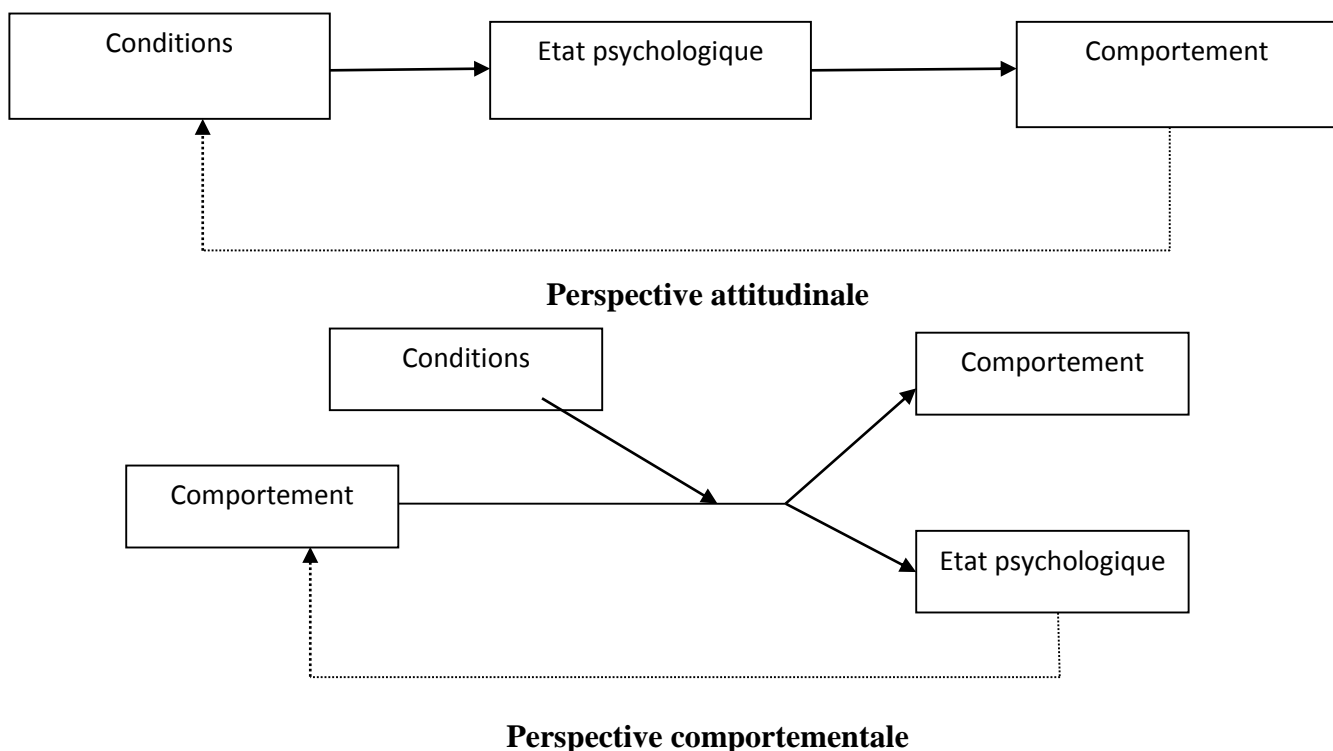 Conditions
Etat psychologique
Comportement
Perspective attitudinale
Conditions
Comportement
Comportement
Etat psychologique
Perspective comportementale